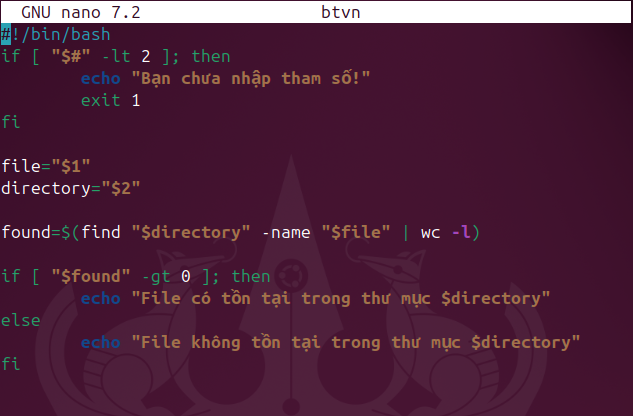 GNU nano 7.2 btvn
#!/bin/bash
if [ "$#" -lt 2 ]; then
        echo "Bạn chưa nhập tham số!"
        exit 1
fi

file="$1"
directory="$2"

found=$(find "$directory" -name "$file" | wc -l)

if [ "$found" -gt 0 ]; then
        echo "File có tồn tại trong thư mục $directory"
else
        echo "File không tồn tại trong thư mục $directory"
fi